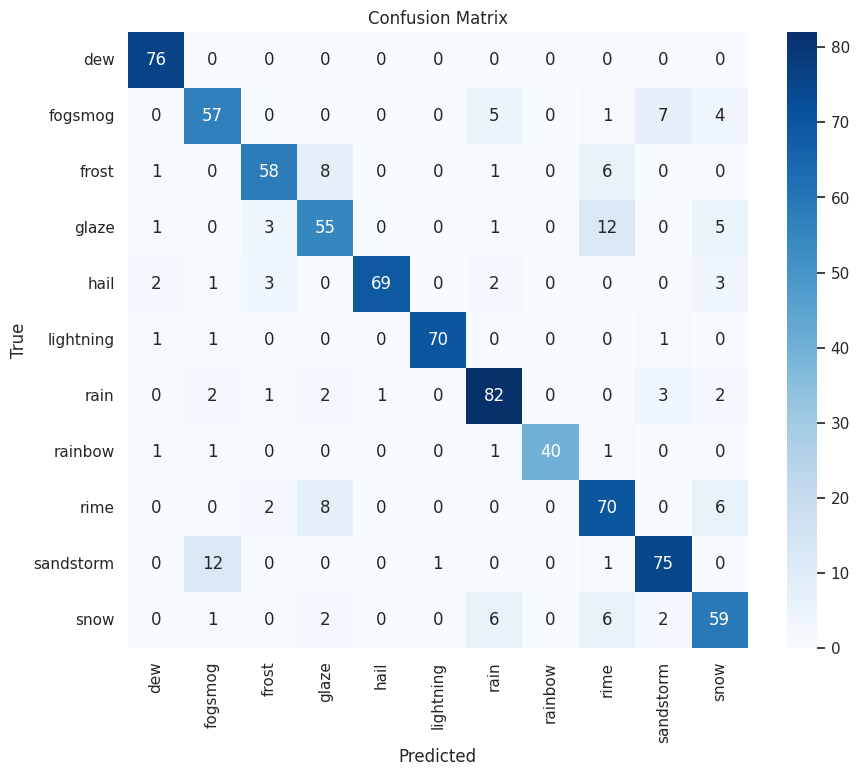 Confusion Matrix
True
dew 76 0 0 0 0 0 0 0 0 0 0
fogsmog 0 57 0 0 0 0 5 0 1 7 4
frost 1 0 58 8 0 0 1 0 6 0 0
glaze 1 0 3 55 0 0 1 0 12 0 5
hail 2 1 3 0 69 0 2 0 0 0 3
lightning 1 1 0 0 0 70 0 0 0 1 0
rain 0 2 1 2 1 0 82 0 0 3 2
rainbow 1 1 0 0 0 0 1 40 1 0 0
rime 0 0 2 8 0 0 0 0 70 0 6
sandstorm 0 12 0 0 0 1 0 0 1 75 0
snow 0 1 0 2 0 0 6 0 6 2 59
dew fogsmog frost glaze hail lightning rain rainbow rime sandstorm snow
Predicted
80
70
60
50
40
30
20
10
0